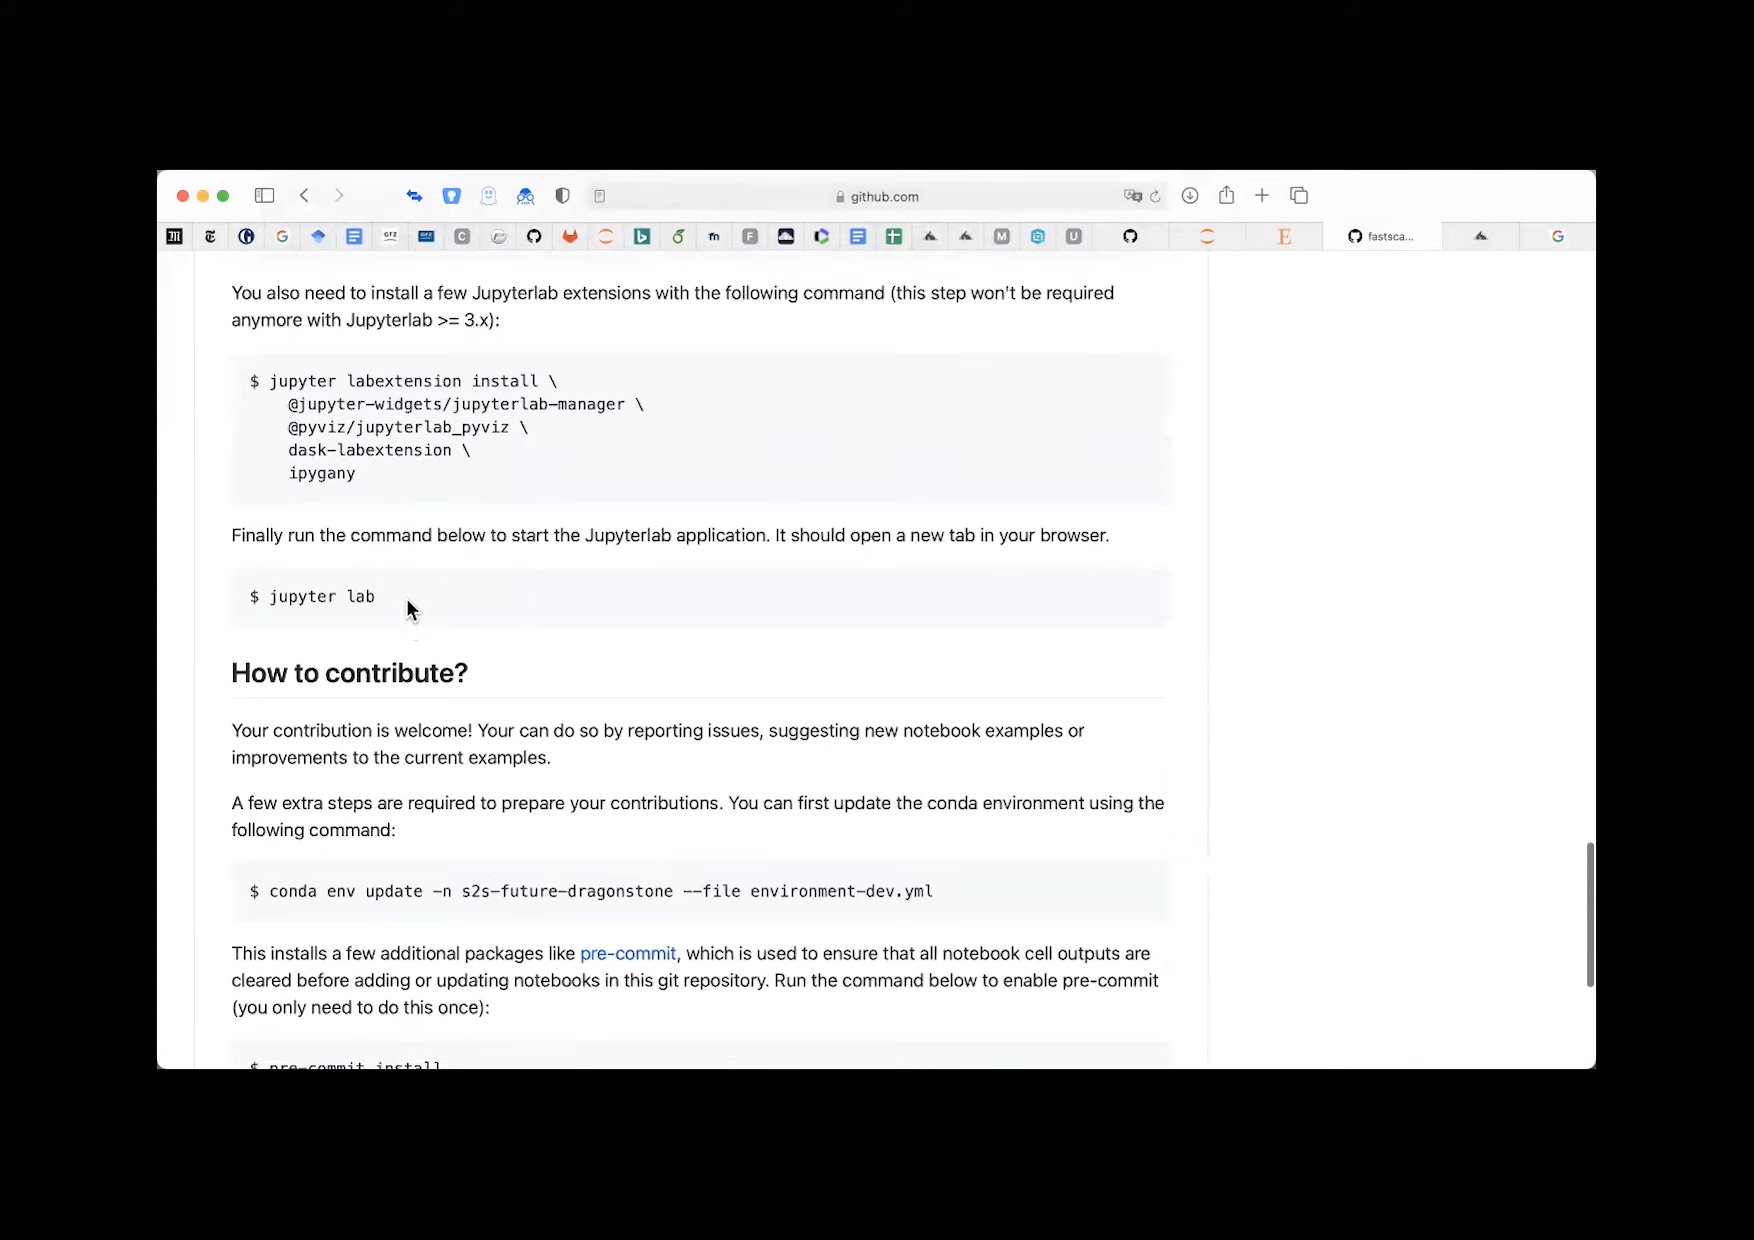 github.com
fastsca...
You also need to install a few Jupyterlab extensions with the following command (this step won't be required
anymore with Jupyterlab >= 3.x):
$ jupyter labextension install \
@jupyter-widgets/jupyterlab-manager \
@pyviz/jupyterlab_pyviz \
dask-labextension \
ipygany
Finally run the command below to start the Jupyterlab application. It should open a new tab in your browser.
$ jupyter lab
How to contribute?
Your contribution is welcome! Your can do so by reporting issues, suggesting new notebook examples or
improvements to the current examples.
A few extra steps are required to prepare your contributions. You can first update the conda environment using the
following command:
$ conda env update -n s2s-future-dragonstone --file environment-dev.yml
This installs a few additional packages like pre-commit, which is used to ensure that all notebook cell outputs are
cleared before adding or updating notebooks in this git repository. Run the command below to enable pre-commit
(you only need to do this once):
$ pre-commit install